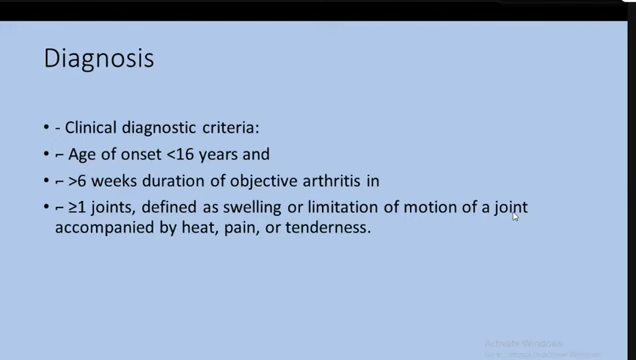 Diagnosis
• - Clinical diagnostic criteria:
• ⌐ Age of onset <16 years and
• ⌐ >6 weeks duration of objective arthritis in
• ⌐ ≥1 joints, defined as swelling or limitation of motion of a joint
accompanied by heat, pain, or tenderness.
Activate Windows